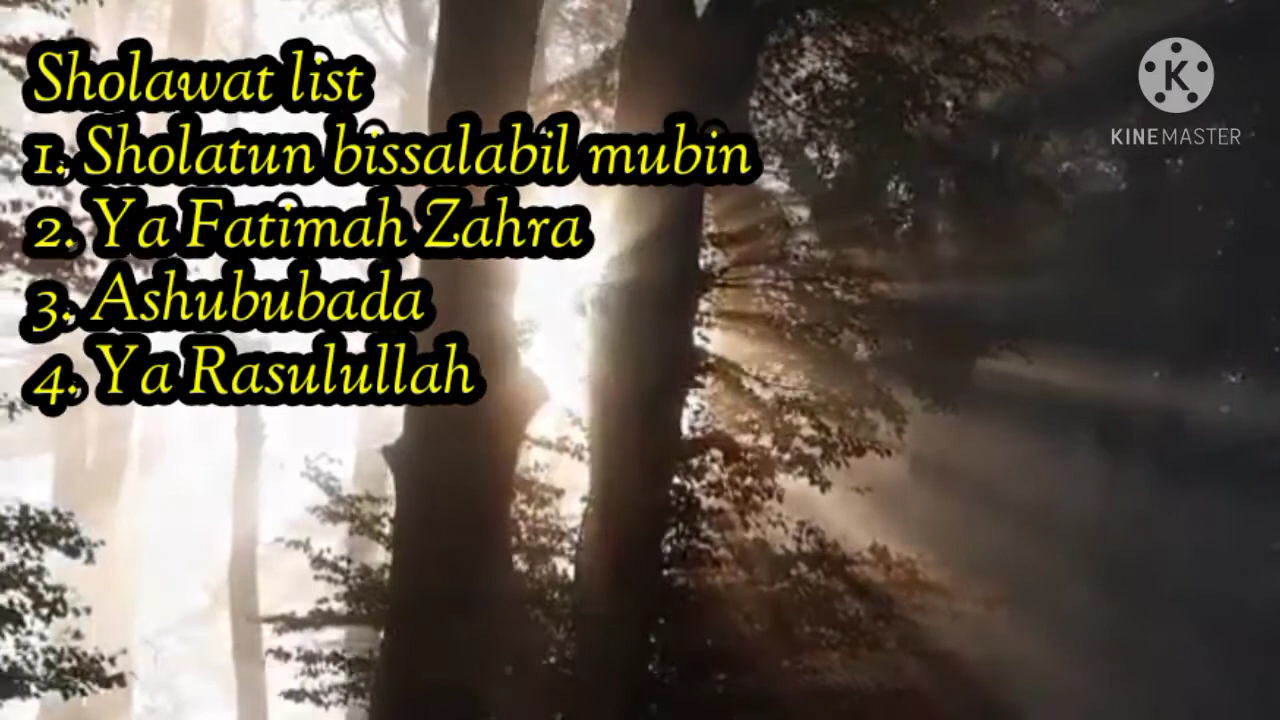 Sholawat list
1. Sholatun bissalabil mubin
2. Ya Fatimah Zahra
3. Ashububada
4. Ya Rasulullah
K
KINEMASTER